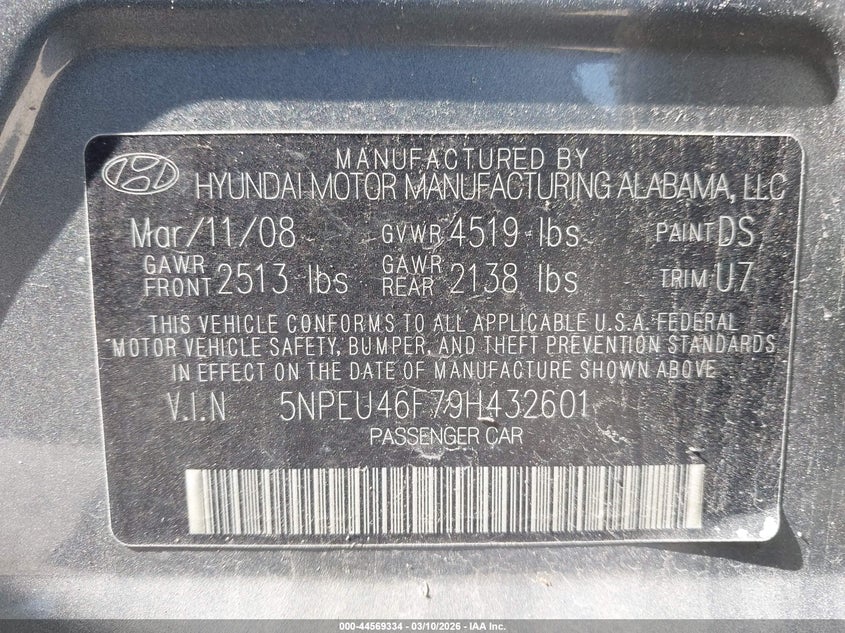 MANUFACTURED BY
HYUNDAI MOTOR MANUFACTURING ALABAMA, LLC
Mar/11/08 GVWR 4519 lbs PAINT DS
GAWR FRONT 2513 lbs GAWR REAR 2138 lbs TRIM U7
THIS VEHICLE CONFORMS TO ALL APPLICABLE U.S.A. FEDERAL
MOTOR VEHICLE SAFETY, BUMPER, AND THEFT PREVENTION STANDARDS
IN EFFECT ON THE DATE OF MANUFACTURE SHOWN ABOVE.
V.I.N 5NPEU46F79H432601
PASSENGER CAR
000-44569334 - 03/10/2026 - IAA Inc.